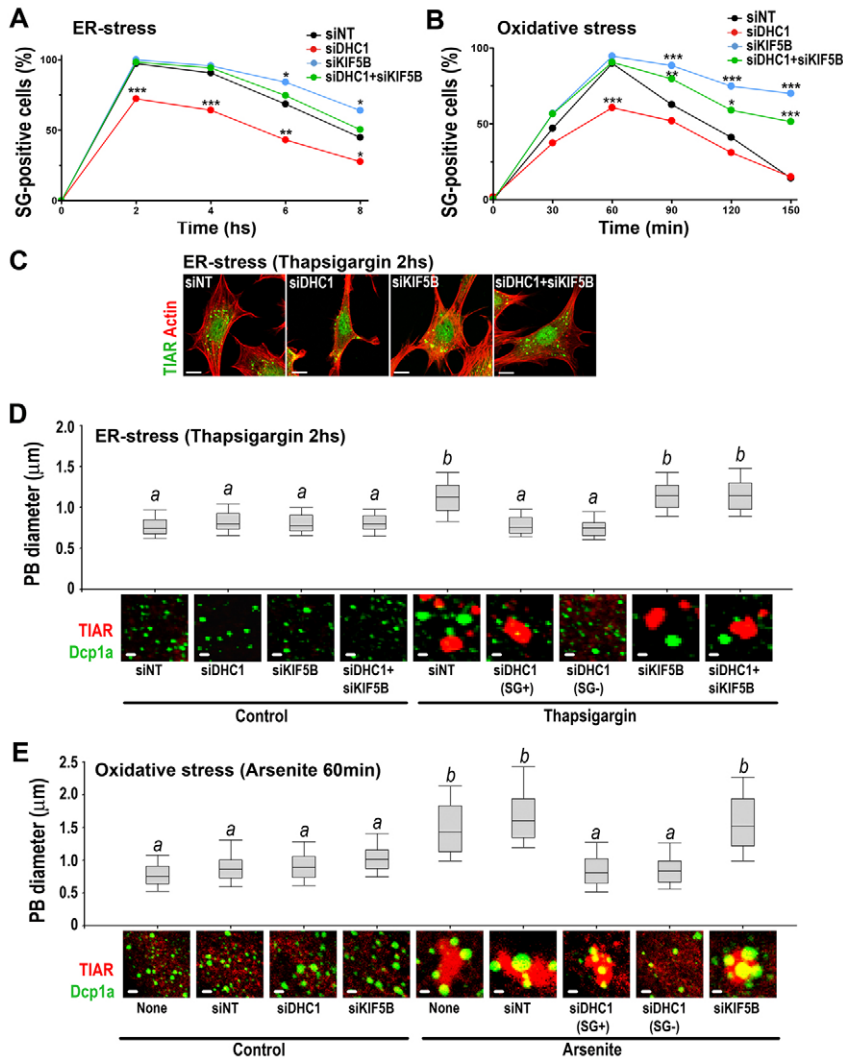 A
ER-stress
siNT
siDHC1
siKIF5B
siDHC1+siKIF5B
SG-positive cells (%)
100
50
0
***
***
*
**
*
*
0 2 4 6 8
Time (hs)
B
Oxidative stress
siNT
siDHC1
siKIF5B
siDHC1+siKIF5B
SG-positive cells (%)
100
50
0
***
***
**
***
*
***
***
0 30 60 90 120 150
Time (min)
C
ER-stress (Thapsigargin 2hs)
TIAR Actin
siNT siDHC1 siKIF5B siDHC1+siKIF5B
D
ER-stress (Thapsigargin 2hs)
PB diameter (μm)
2.0
1.5
1.0
0.5
0
a a a a b a a b b
TIAR
Dcp1a
siNT siDHC1 siKIF5B siDHC1+ siNT siDHC1 siDHC1 siKIF5B siDHC1+
siKIF5B (SG+) (SG-) siKIF5B
Control Thapsigargin
E
Oxidative stress (Arsenite 60min)
PB diameter (μm)
2.5
2.0
1.5
1.0
0.5
0
a a a a b b a a b
TIAR
Dcp1a
None siNT siDHC1 siKIF5B None siNT siDHC1 siDHC1 siKIF5B
(SG+) (SG-)
Control Arsenite